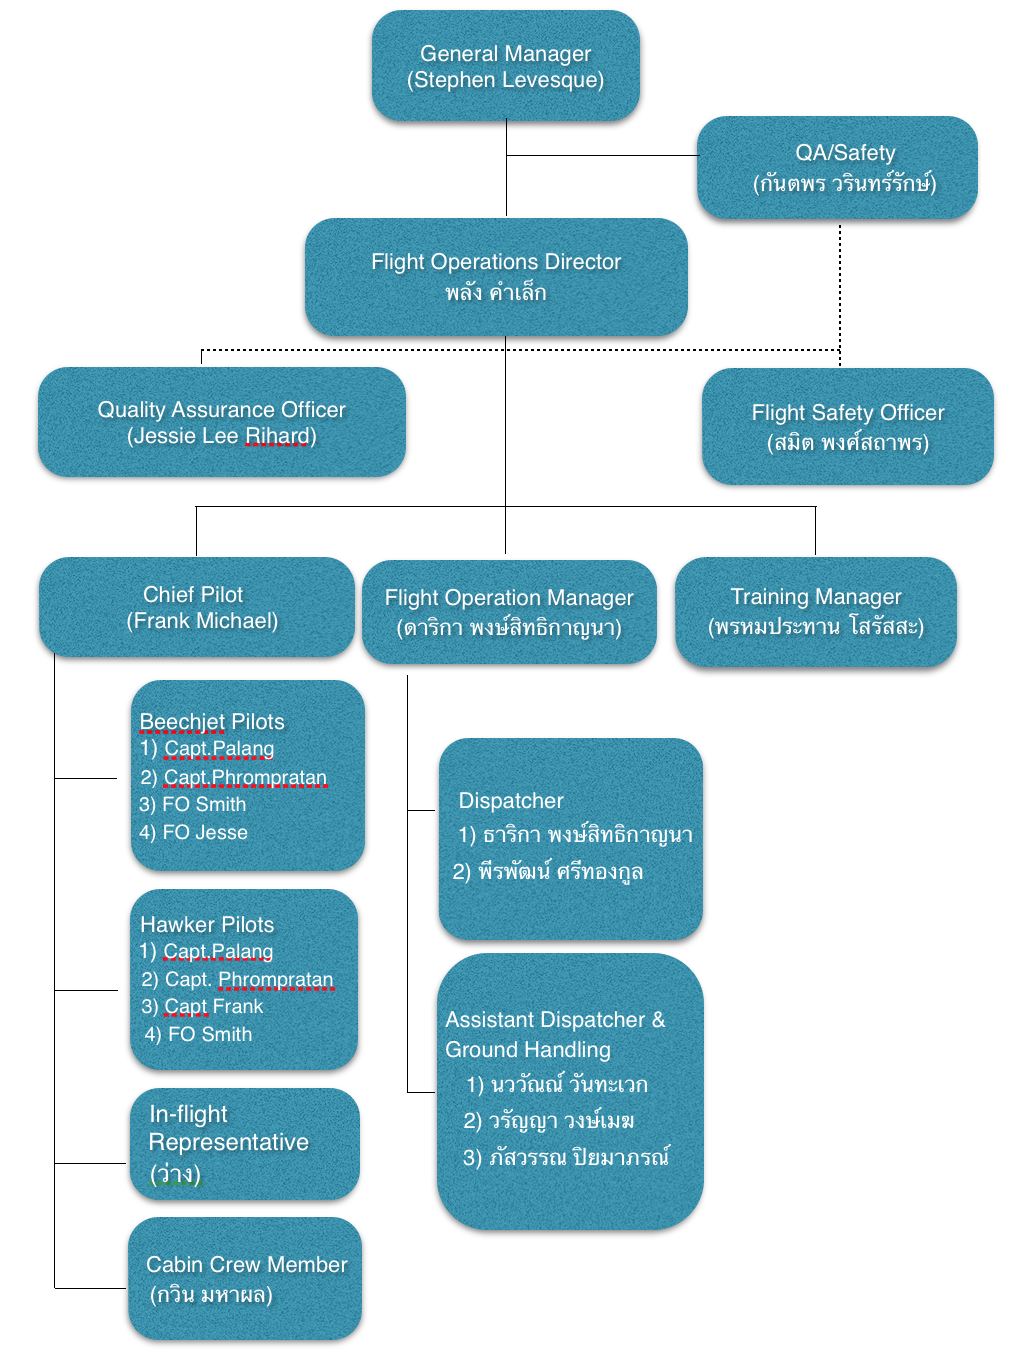 General Manager
(Stephen Levesque)
QA/Safety
(กันตพร วรินทร์รักษ์)
Flight Operations Director
พลัง คำเล็ก
Quality Assurance Officer
(Jessie Lee Rihard)
Flight Safety Officer
(สมิต พงศ์สถาพร)
Chief Pilot
(Frank Michael)
Flight Operation Manager
(ดาริกา พงษ์สิทธิกาญนา)
Training Manager
(พรหมประทาน โสรัสสะ)
Beechjet Pilots
1) Capt.Palang
2) Capt.Phrompratan
3) FO Smith
4) FO Jesse
Dispatcher
1) ธาริกา พงษ์สิทธิกาญนา
2) พีรพัฒน์ ศรีทองกูล
Hawker Pilots
1) Capt.Palang
2) Capt. Phrompratan
3) Capt Frank
4) FO Smith
Assistant Dispatcher &
Ground Handling
1) นววัณณ์ วันทะเวก
2) วรัญญา วงษ์เมฆ
3) ภัสวรรณ ปิยมาภรณ์
In-flight
Representative
(ว่าง)
Cabin Crew Member
(กวิน มหาผล)